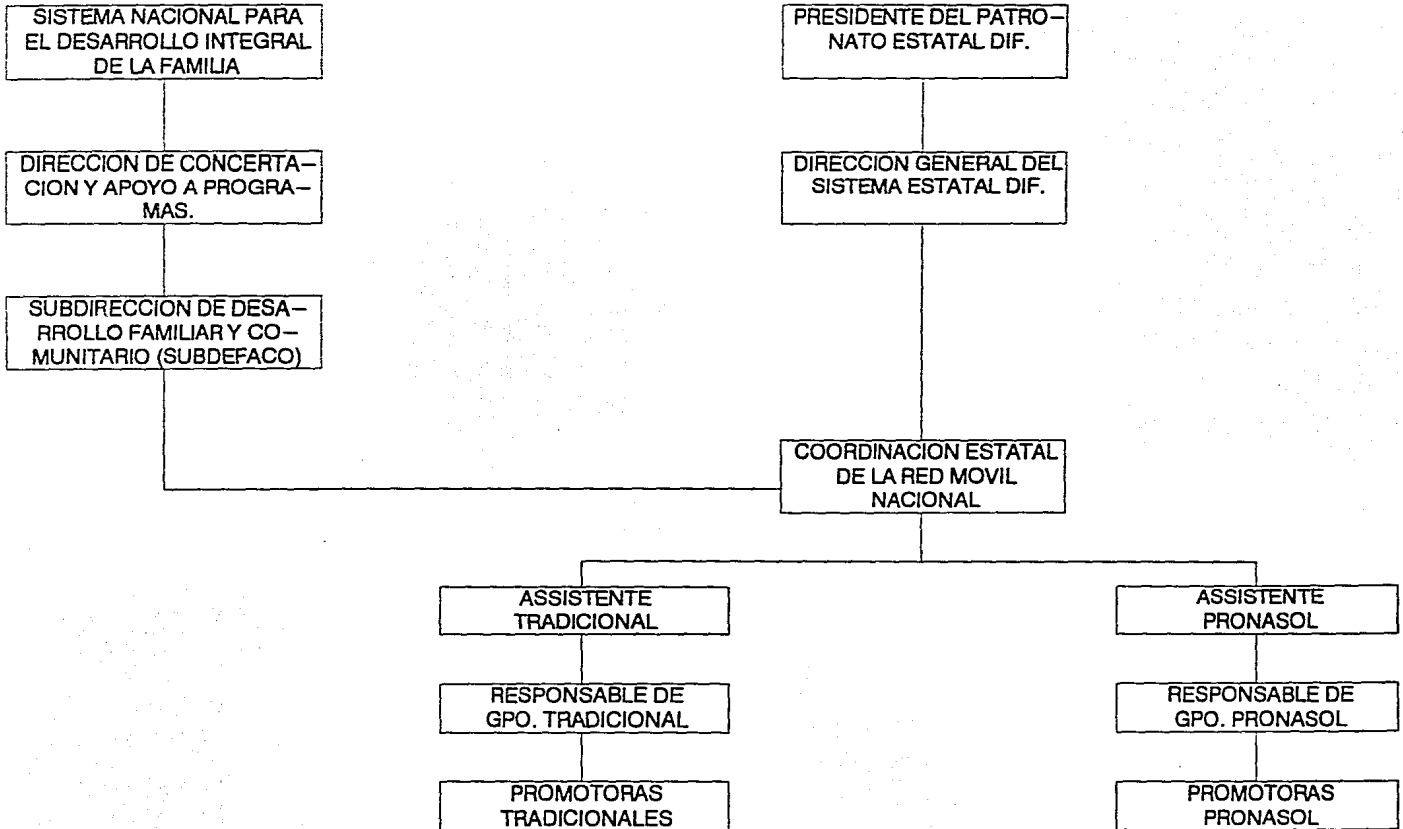 SISTEMA NACIONAL PARA
EL DESARROLLO INTEGRAL
DE LA FAMILIA
PRESIDENTE DEL PATRO—
NATO ESTATAL DIF.
DIRECCION DE CONCERTA—
CION Y APOYO A PROGRA—
MAS.
DIRECCION GENERAL DEL
SISTEMA ESTATAL DIF.
SUBDIRECCION DE DESA—
RROLLO FAMILIAR Y CO—
MUNITARIO (SUBDEFACO)
COORDINACION ESTATAL
DE LA RED MOVIL
NACIONAL
ASSISTENTE
TRADICIONAL
ASSISTENTE
PRONASOL
RESPONSABLE DE
GPO. TRADICIONAL
RESPONSABLE DE
GPO. PRONASOL
PROMOTORAS
TRADICIONALES
PROMOTORAS
PRONASOL